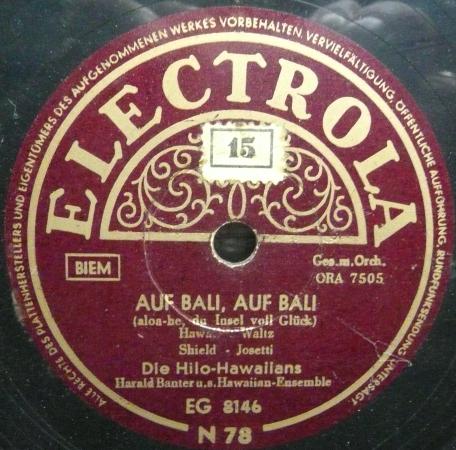 ALLE RECHTE DES PLATTENHERSTELLERS UND EIGENTÜMERS DES AUFGENOMMENEN WERKES VORBEHALTEN. VERVIELFÄLTIGUNG, ÖFFENTLICHE AUFFÜHRUNG, RUNDFUNKSENDUNG UNTERSAGT.
ELECTROLA
15
BIEM
Ges.m.Orch.
ORA 7505
AUF BALI, AUF BALI
(aloa-he, du Insel voll Glück)
Waltz
Shield - Josetti
Die Hilo-Hawaiians
Harald Banter u.s. Hawaiian-Ensemble
EG 8146
N 78